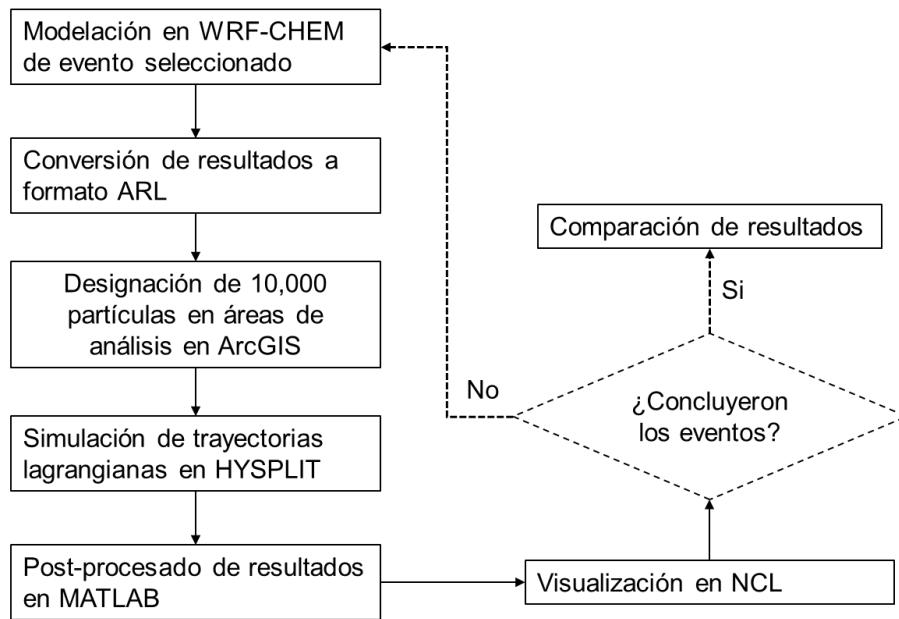 Modelación en WRF-CHEM
de evento seleccionado
Conversión de resultados a
formato ARL
Designación de 10,000
partículas en áreas de
análisis en ArcGIS
Simulación de trayectorias
lagrangianas en HYSPLIT
Post-procesado de resultados
en MATLAB
Visualización en NCL
¿Concluyeron
los eventos?
No
Si
Comparación de resultados